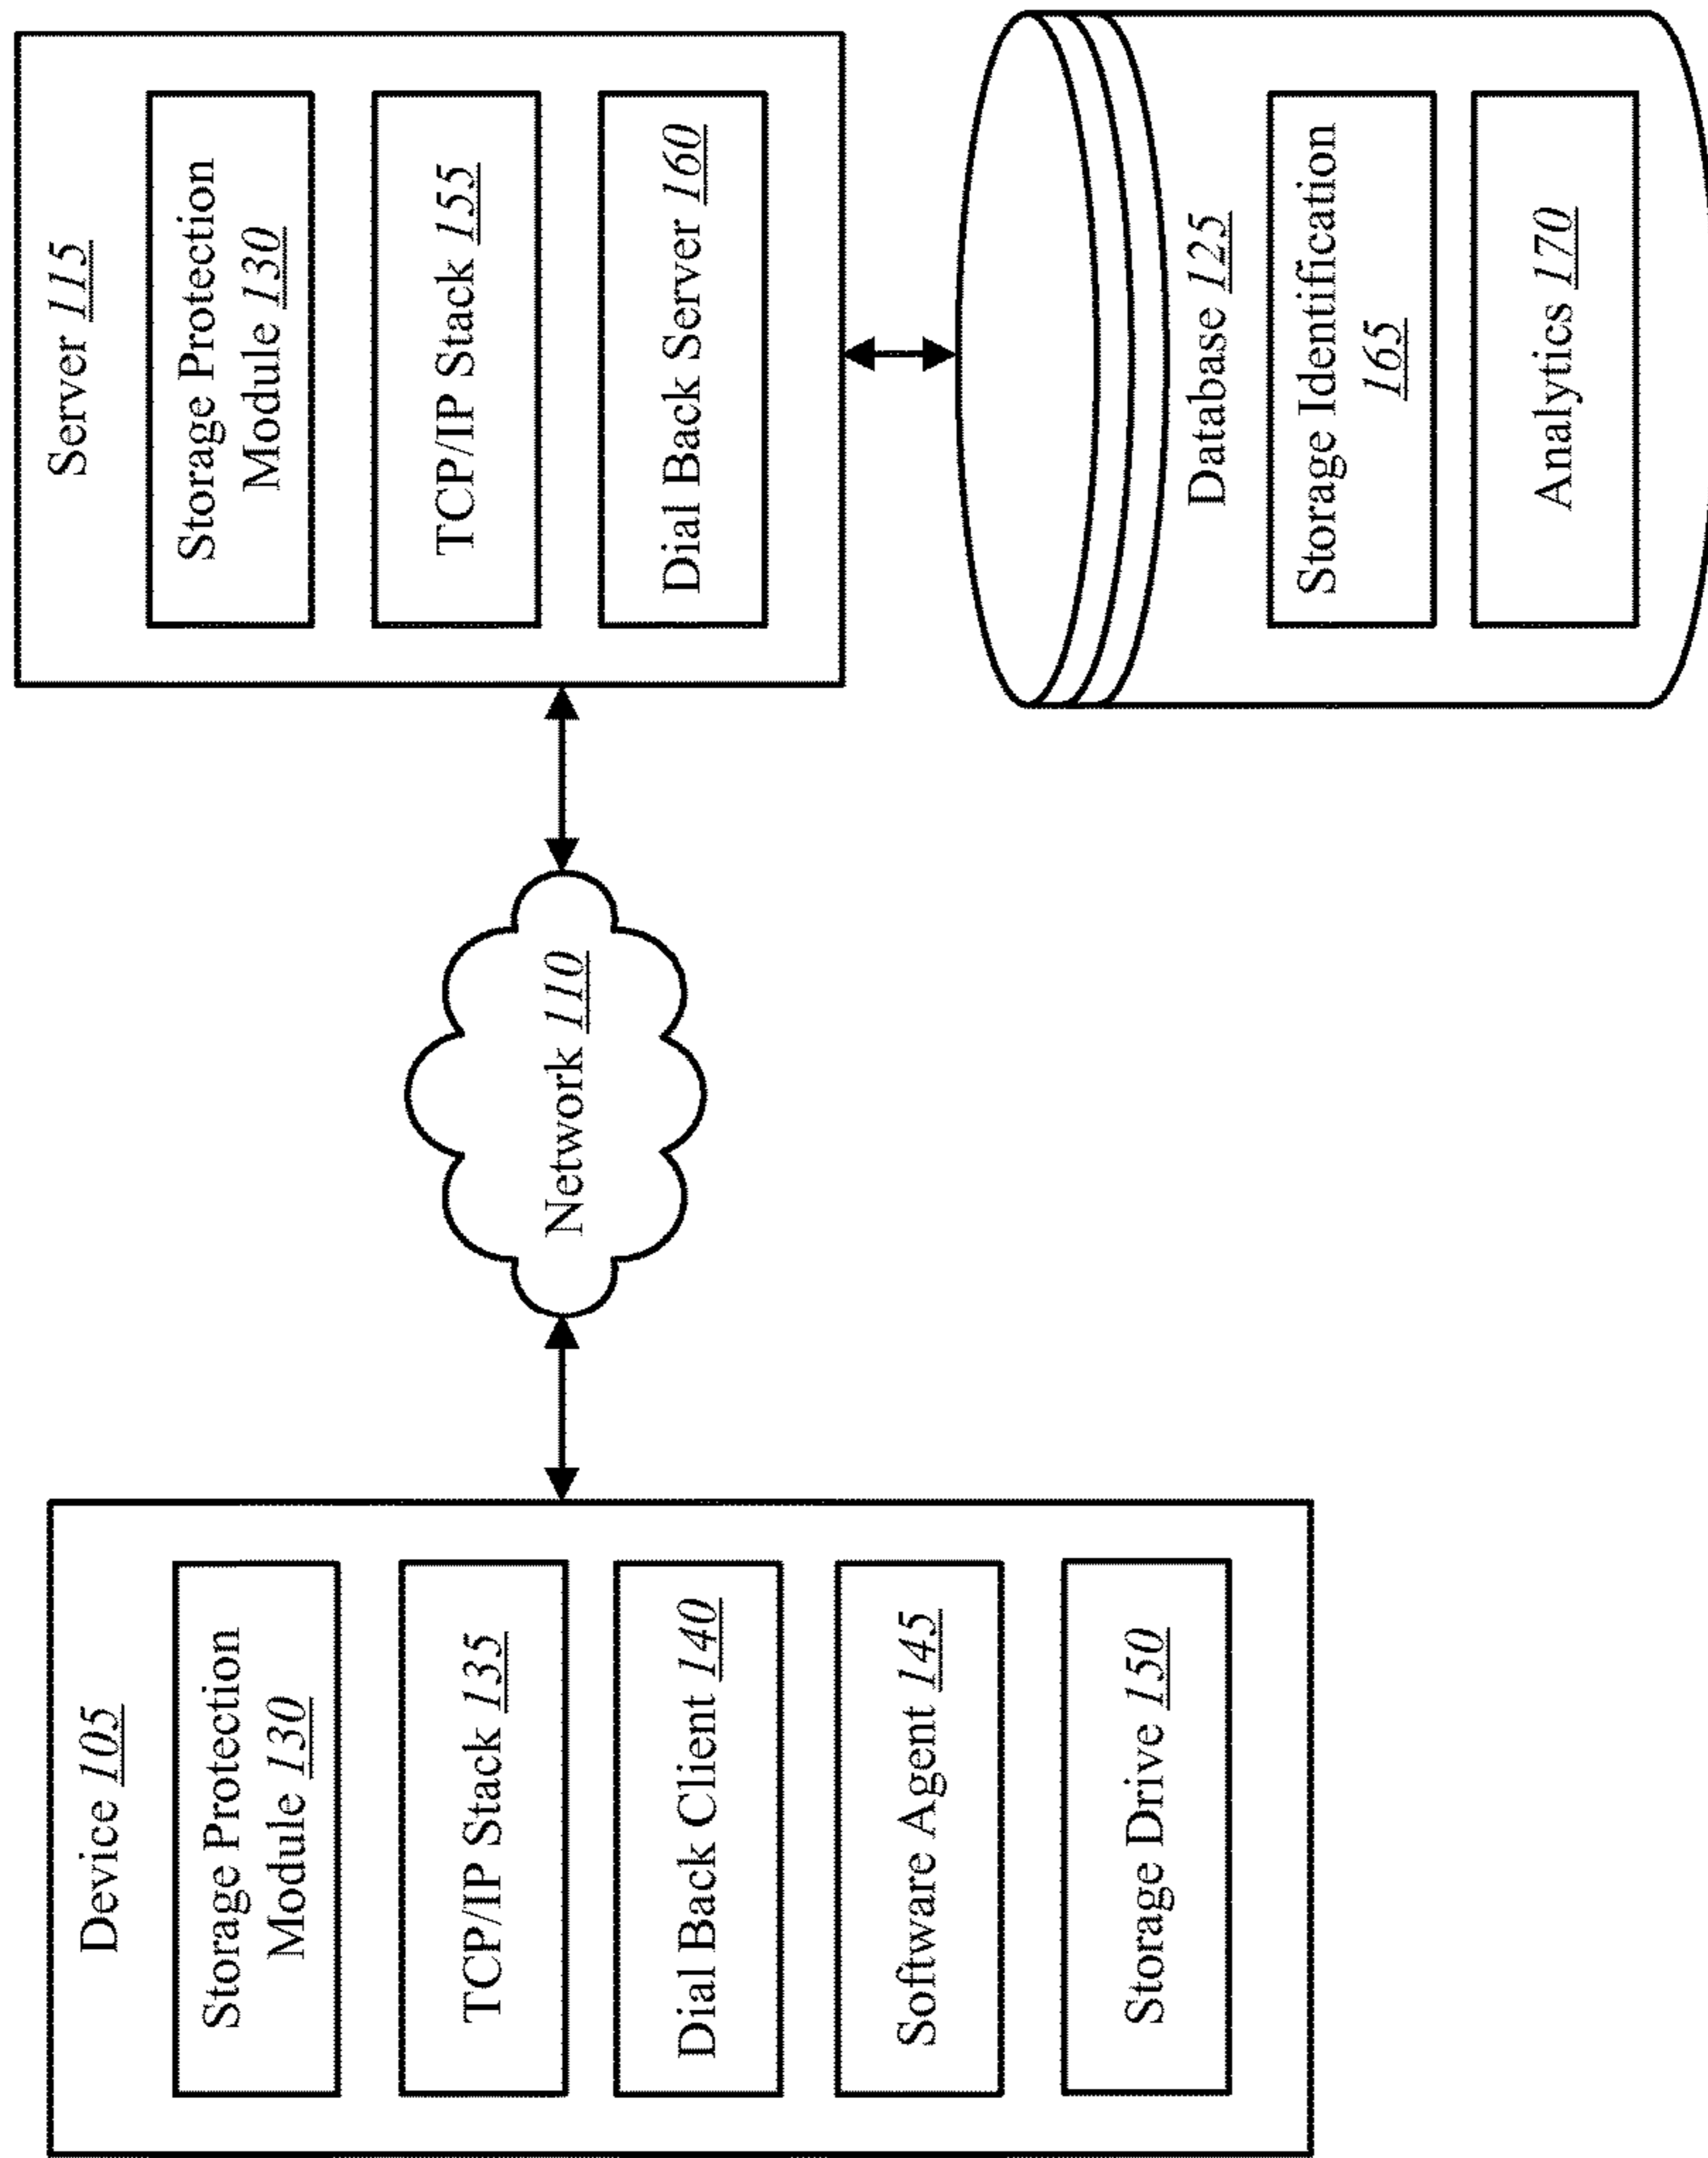 Device 105
Storage Protection
Module 130
TCP/IP Stack 135
Dial Back Client 140
Software Agent 145
Storage Drive 150
Network 110
Server 115
Storage Protection
Module 130
TCP/IP Stack 155
Dial Back Server 160
Database 125
Storage Identification
165
Analytics 170